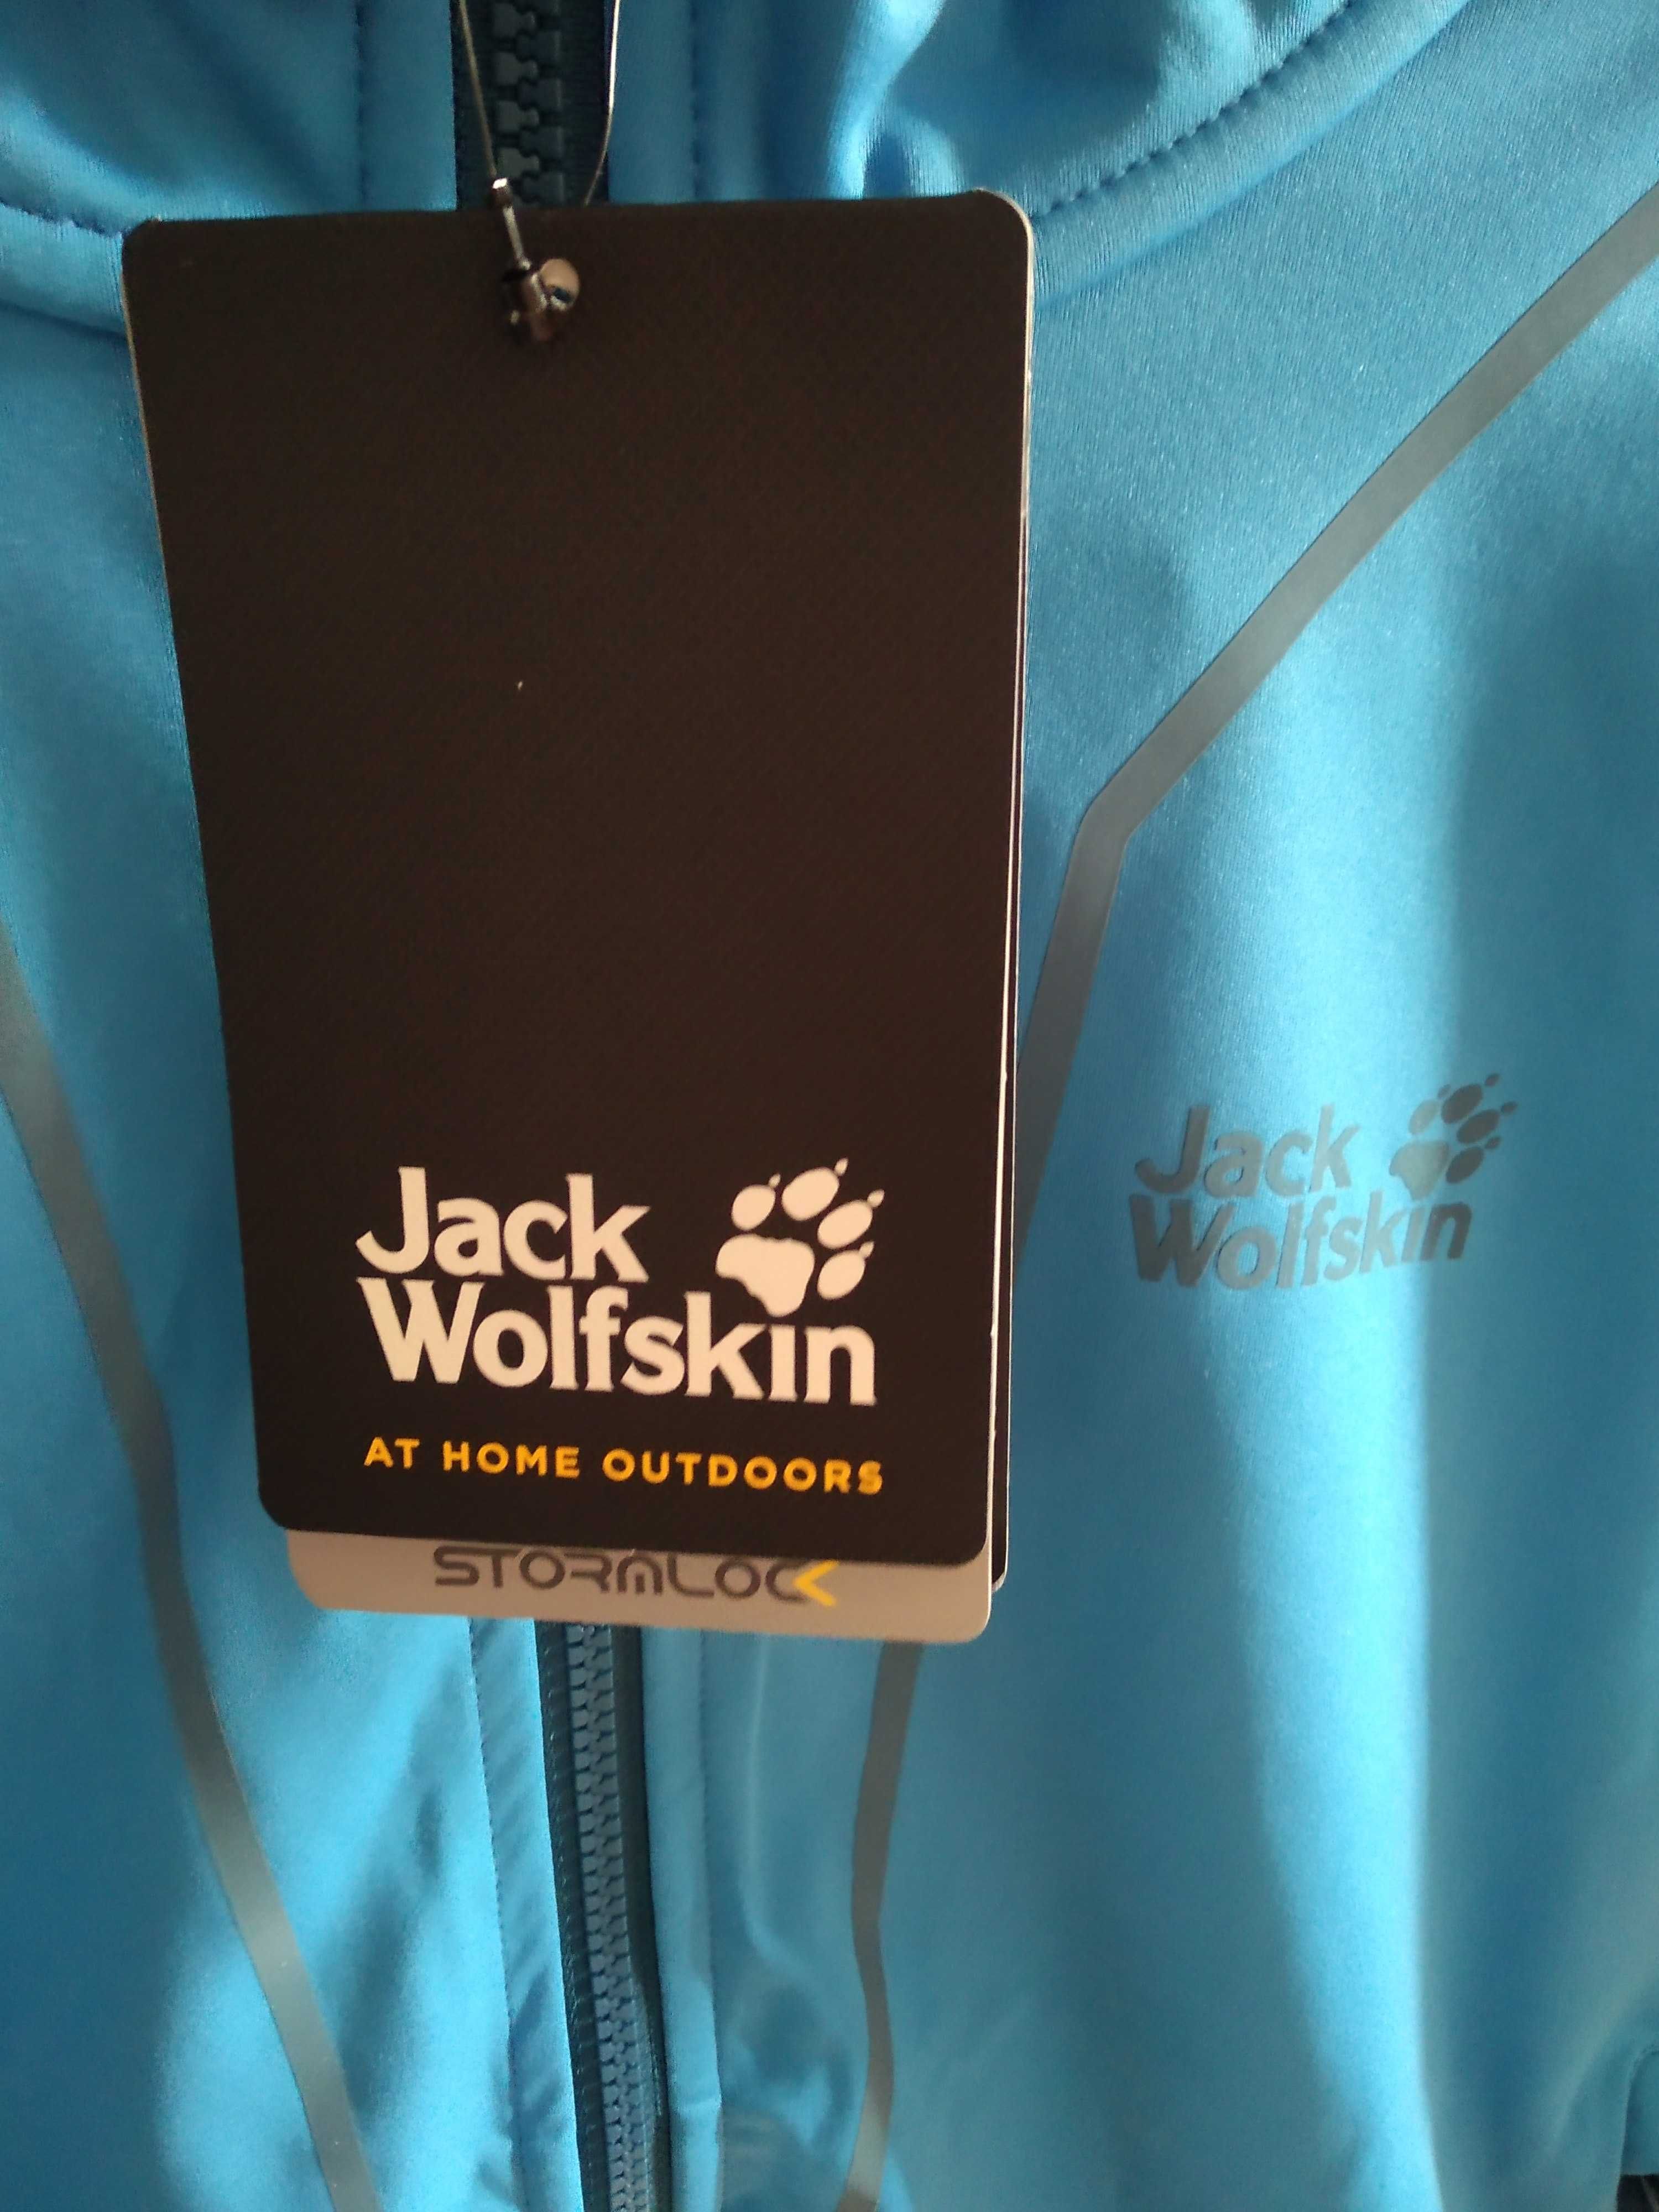 Jack
Wolfskin
AT HOME OUTDOORS
STORMLOCK
Jack
Wolfskin